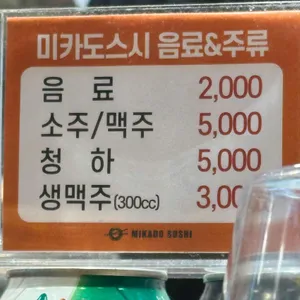 미카도스시 음료&주류
음 료 2,000
소주/맥주 5,000
청 하 5,000
생맥주(300cc) 3,00
MIKADO SUSHI